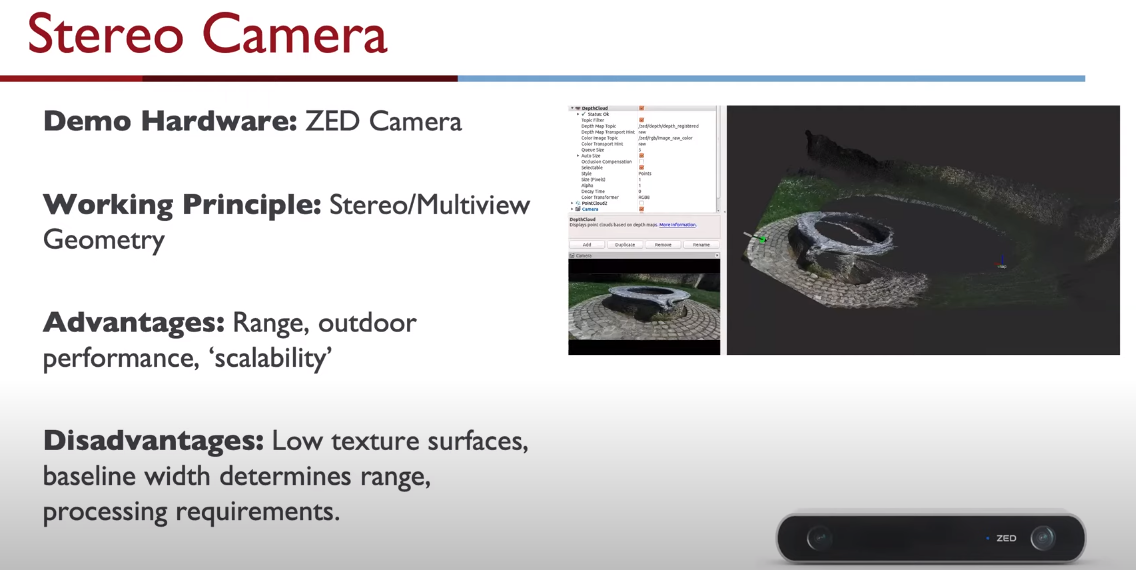 Stereo Camera
Demo Hardware: ZED Camera
Working Principle: Stereo/Multiview
Geometry
Advantages: Range, outdoor
performance, ‘scalability’
Disadvantages: Low texture surfaces,
baseline width determines range,
processing requirements.
DepthCloud
Status: Ok
Topic Filter
Depth Map Topic /zed/depth/depth_registered
Depth Map Transport Hint raw
Color Image Topic /zed/rgb/image_raw_color
Color Transport Hint raw
Queue Size 5
Auto Size
Occlusion Compensation
Selectable
Style Points
Size (Pixels) 1
Alpha 1
Decay Time 0
Color Transformer RGB8
PointCloud2
Camera
DepthCloud
Displays point clouds based on depth maps. More Information.
Add Duplicate Remove Rename
Camera
ZED